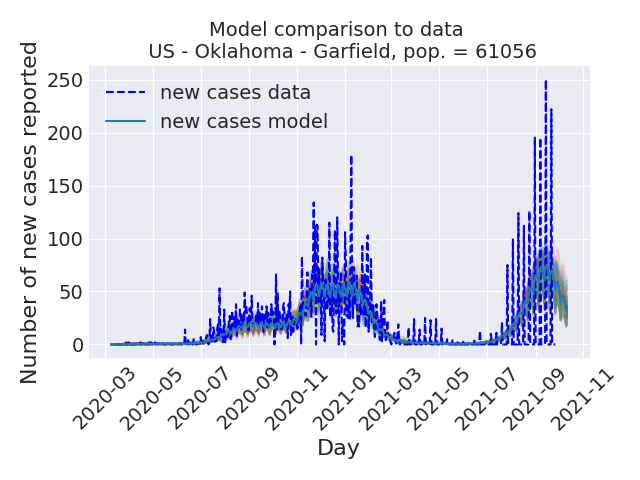 Model comparison to data
US - Oklahoma - Garfield, pop. = 61056
Number of new cases reported
250
200
150
100
50
0
new cases data
new cases model
2020-03
2020-05
2020-07
2020-09
2020-11
2021-01
2021-03
2021-05
2021-07
2021-09
2021-11
Day